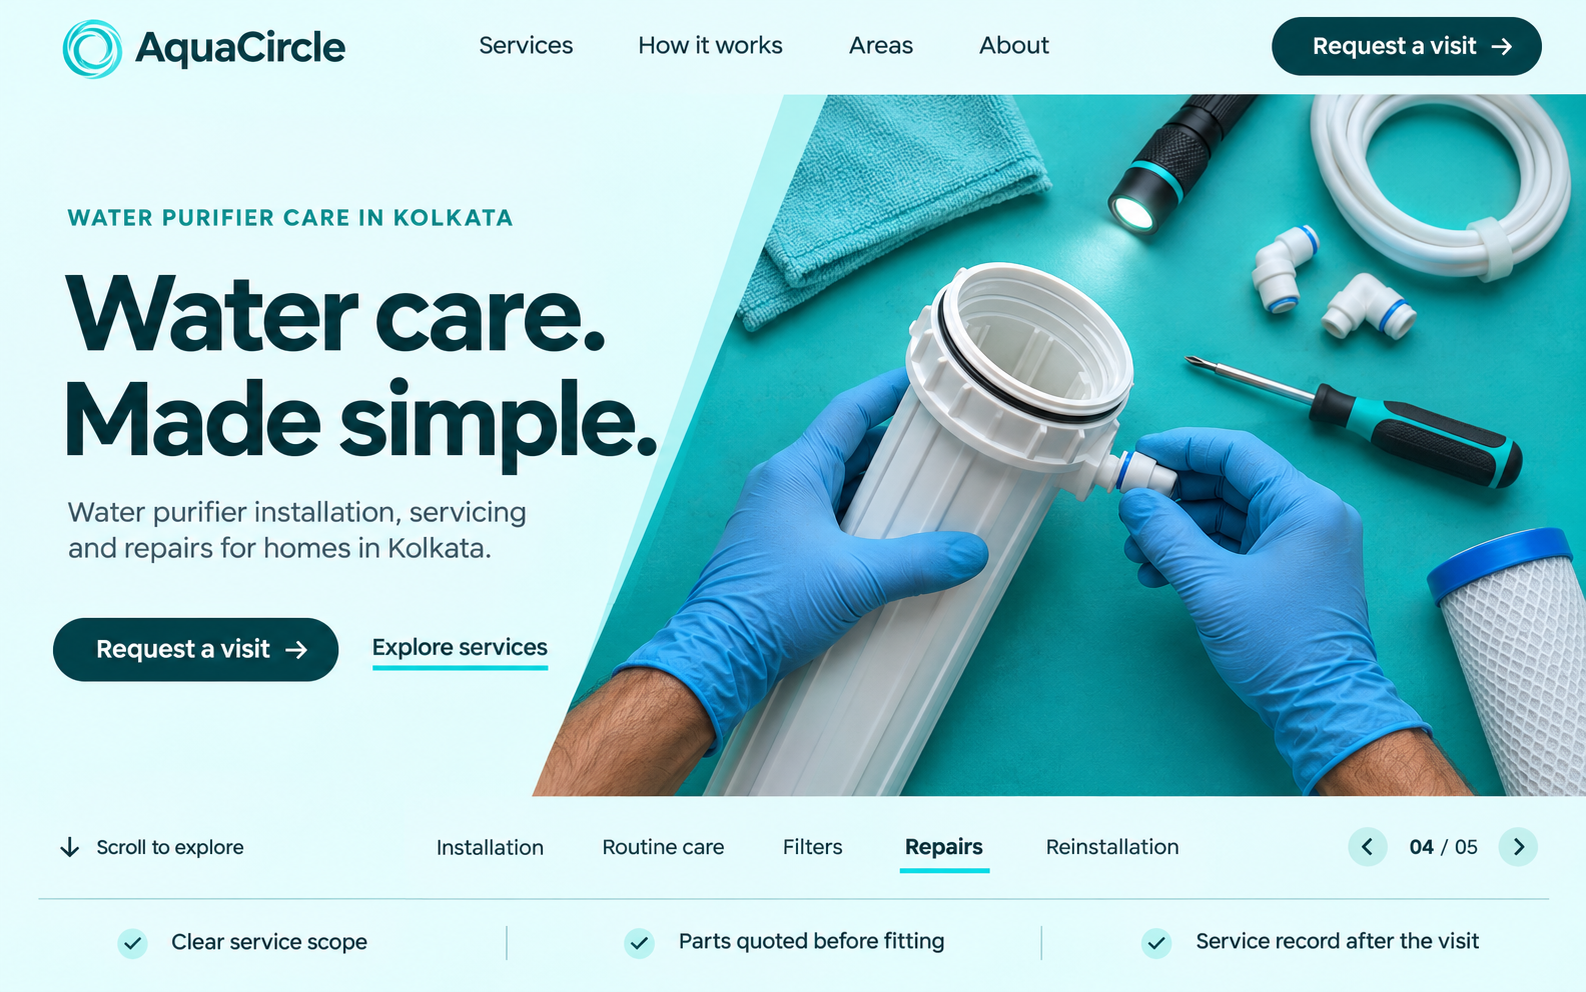 AquaCircle
Services
How it works
Areas
About
Request a visit →
WATER PURIFIER CARE IN KOLKATA
Water care.
Made simple.
Water purifier installation, servicing
and repairs for homes in Kolkata.
Request a visit →
Explore services
↓ Scroll to explore
Installation
Routine care
Filters
Repairs
Reinstallation
04 / 05
Clear service scope
Parts quoted before fitting
Service record after the visit